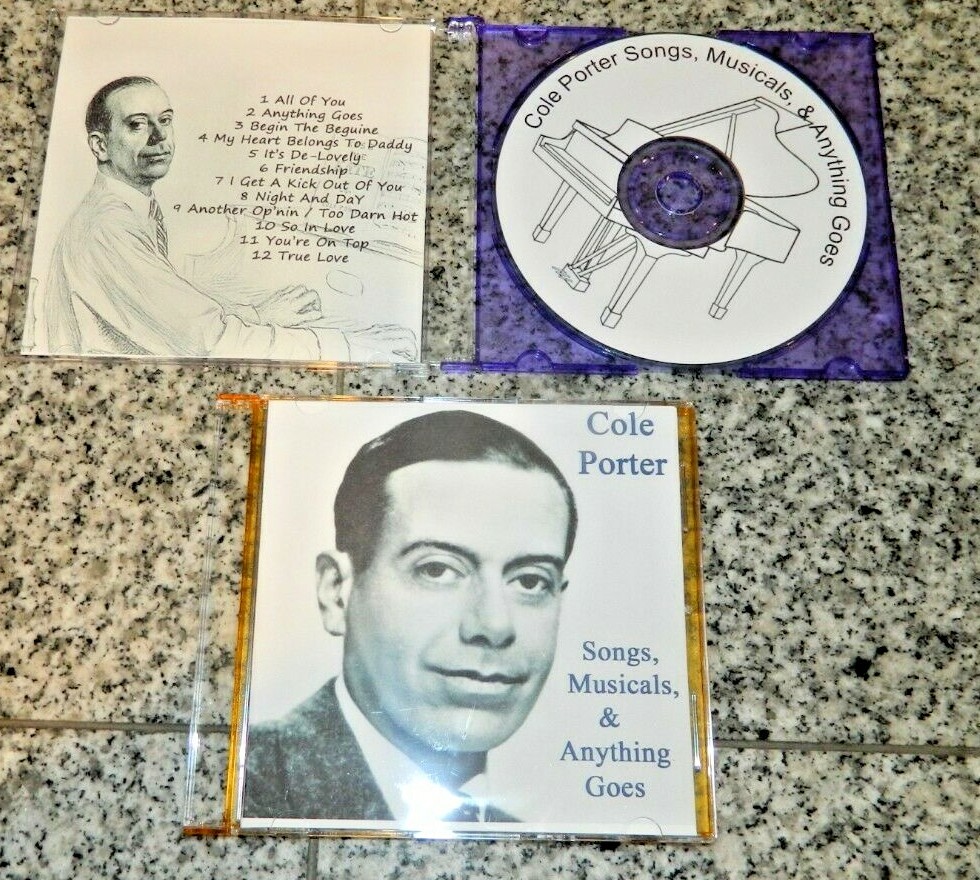 1 All Of You
2 Anything Goes
3 Begin The Beguine
4 My Heart Belongs To Daddy
5 It's De-Lovely
6 Friendship
7 I Get A Kick Out Of You
8 Night And DaY
9 Another Op'nin / Too Darn Hot
10 So In Love
11 You're On Top
12 True Love
Cole Porter Songs, Musicals, & Anything Goes
Cole
Porter
Songs,
Musicals,
&
Anything
Goes